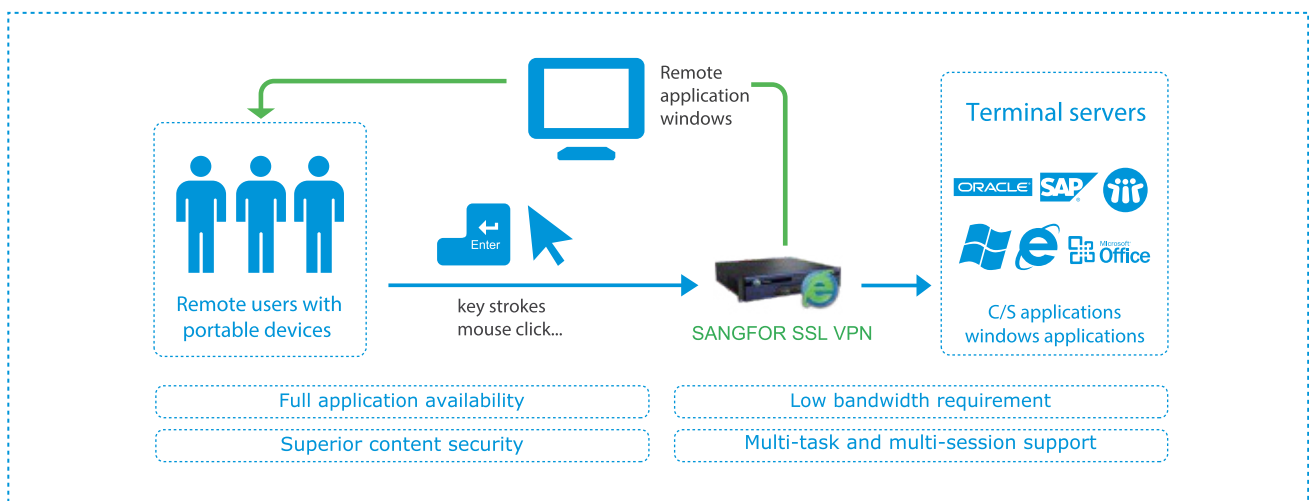 Remote
application
windows
Terminal servers
ORACLE
SAP
Enter
Microsoft
Office
Remote users with
portable devices
key strokes
mouse click...
SANGFOR SSL VPN
C/S applications
windows applications
Full application availability
Low bandwidth requirement
Superior content security
Multi-task and multi-session support